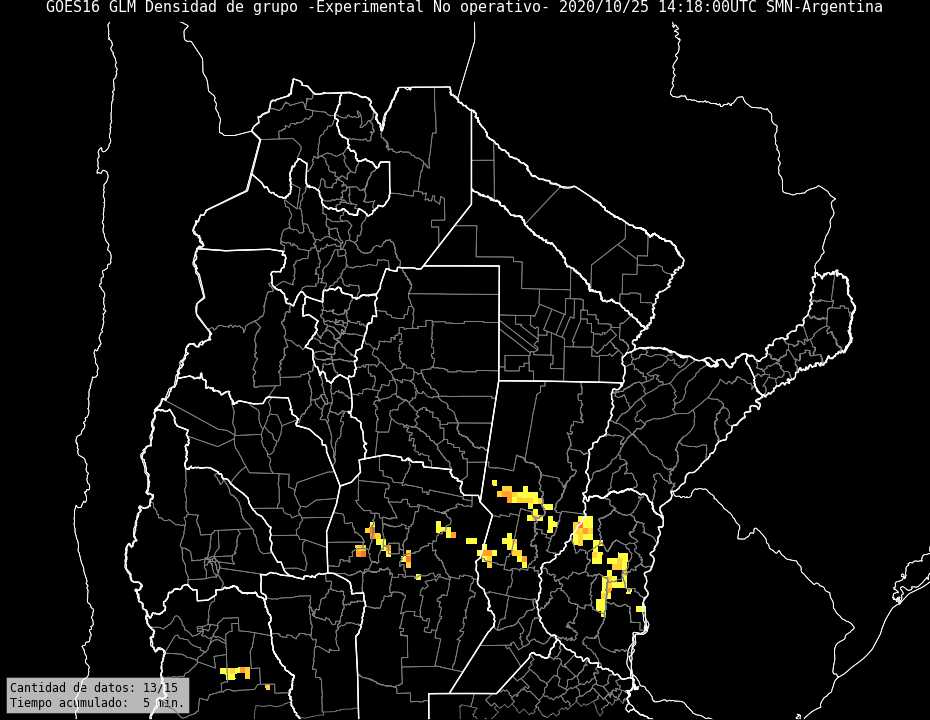 GOES16 GLM Densidad de grupo -Experimental No operativo- 2020/10/25 14:18:00UTC SMN-Argentina
Cantidad de datos: 13/15
Tiempo acumulado:  5 min.